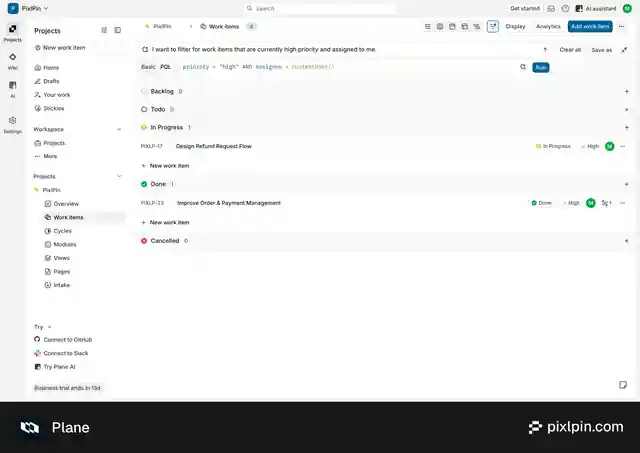 PixlPin
Search
Get started
AI assistant
M
Projects
Wiki
AI
Settings
Projects
New work item
Home
Drafts
Your work
Stickies
Workspace
Projects
More
Projects
PixlPin
Overview
Work items
Cycles
Modules
Views
Pages
Intake
Try
Connect to GitHub
Connect to Slack
Try Plane AI
Business trial ends in 13d
PixlPin > Work items 2
Display Analytics Add work item
I want to filter for work items that are currently high priority and assigned to me.
Clear all Save as
Basic PQL priority = "high" AND assignee = currentUser()
Run
Backlog 0
Todo 0
In Progress 1
PIXLP-17 Design Refund Request Flow In Progress High M
+ New work item
Done 1
PIXLP-23 Improve Order & Payment Management Done High M 1
+ New work item
Cancelled 0
Plane
pixlpin.com